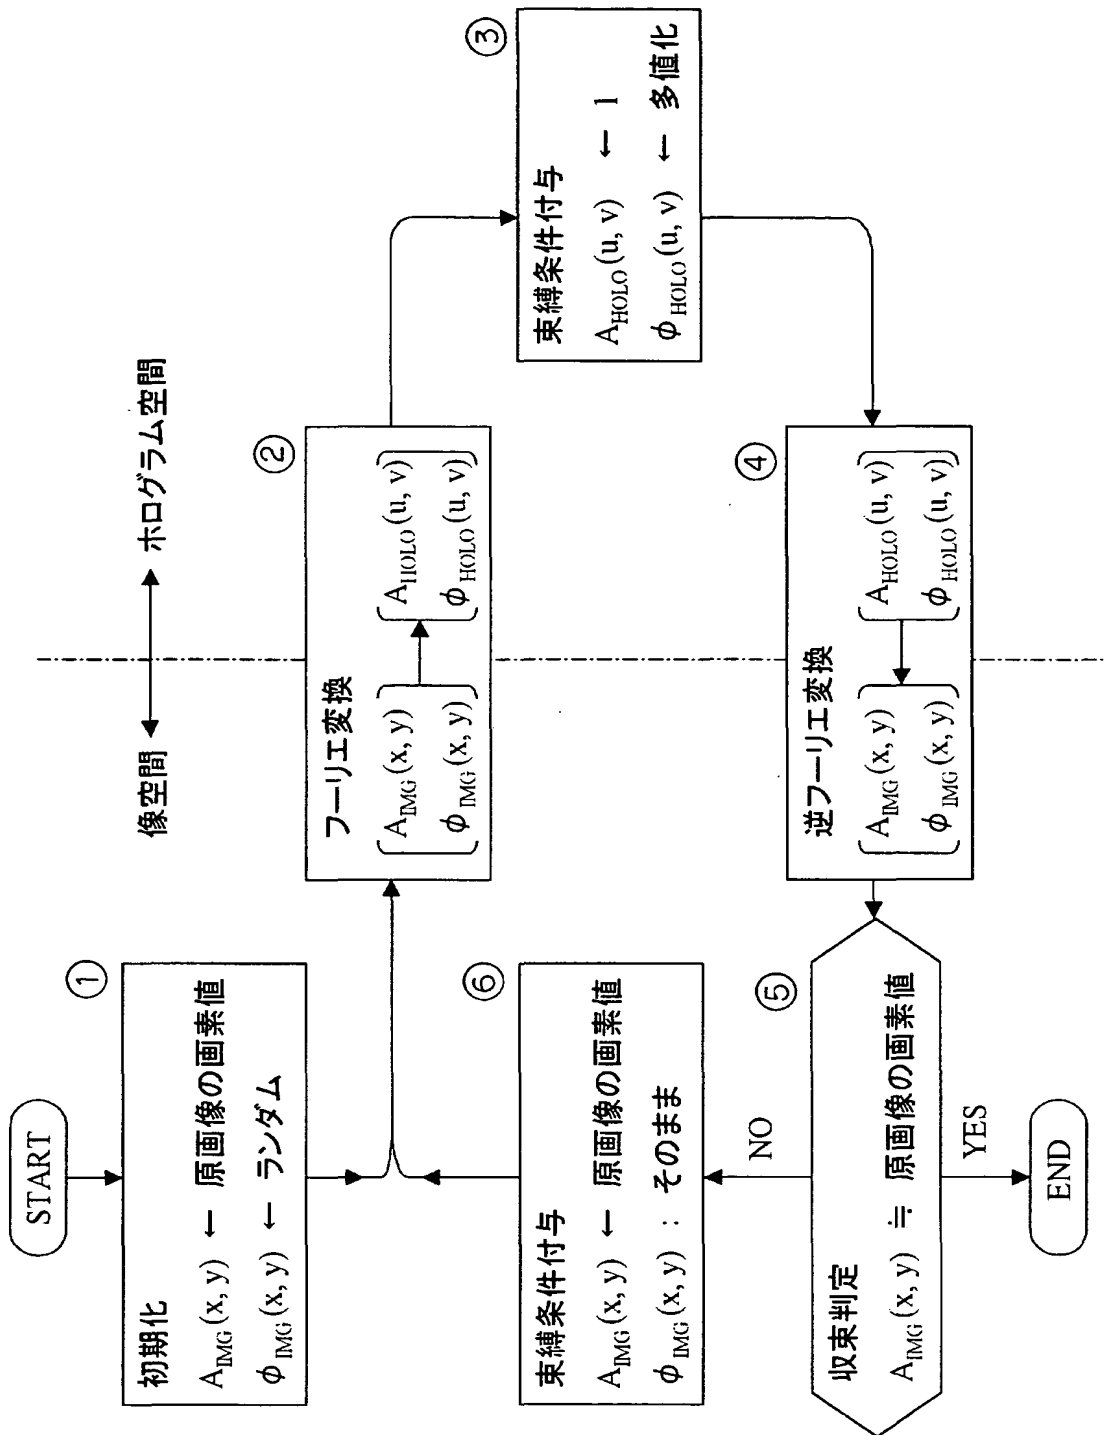 像空間 ←→ ホログラム空間
START
①
初期化
A_IMG(x, y) ← 原画像の画素値
ϕ_IMG(x, y) ← ランダム
②
フーリエ変換
A_IMG(x, y) → A_HOLO(u, v)
ϕ_IMG(x, y) ϕ_HOLO(u, v)
③
束縛条件付与
A_HOLO(u, v) ← 1
ϕ_HOLO(u, v) ← 多値化
④
逆フーリエ変換
A_IMG(x, y) ← A_HOLO(u, v)
ϕ_IMG(x, y) ϕ_HOLO(u, v)
⑤
収束判定
A_IMG(x, y) ≒ 原画像の画素値
NO
YES
⑥
束縛条件付与
A_IMG(x, y) ← 原画像の画素値
ϕ_IMG(x, y) : そのまま
END